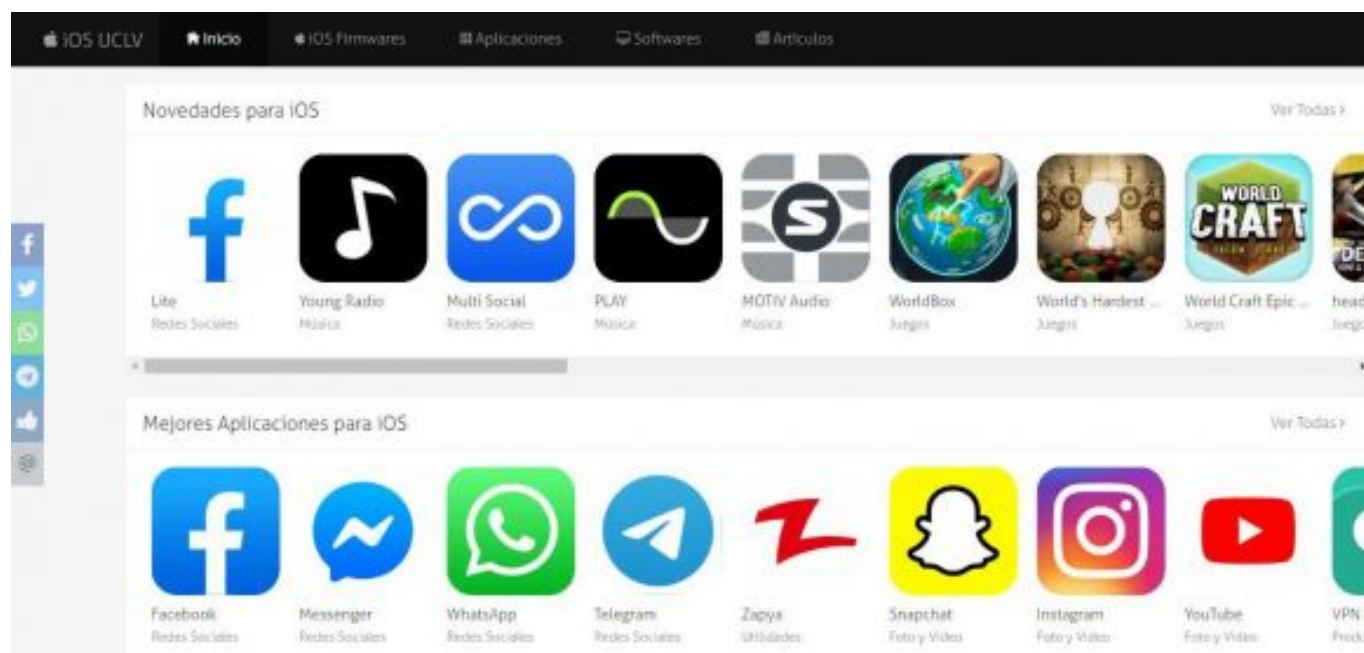 iOS UCLV Inicio iOS Firmwares Aplicaciones Softwares Artículos
Novedades para iOS Ver Todas >
WORLD
CRAFT
Lite Young Radio Multi Social PLAY MOTIV Audio WorldBox World's Hardest ... World Craft Epic ... head
Redes Sociales Música Redes Sociales Música Música Juegos Juegos Juegos
Mejores Aplicaciones para iOS Ver Todas >
Facebook Messenger WhatsApp Telegram Zapya Snapchat Instagram YouTube VPN
Redes Sociales Redes Sociales Redes Sociales Redes Sociales Utilidades Foto y Video Foto y Video Foto y Video